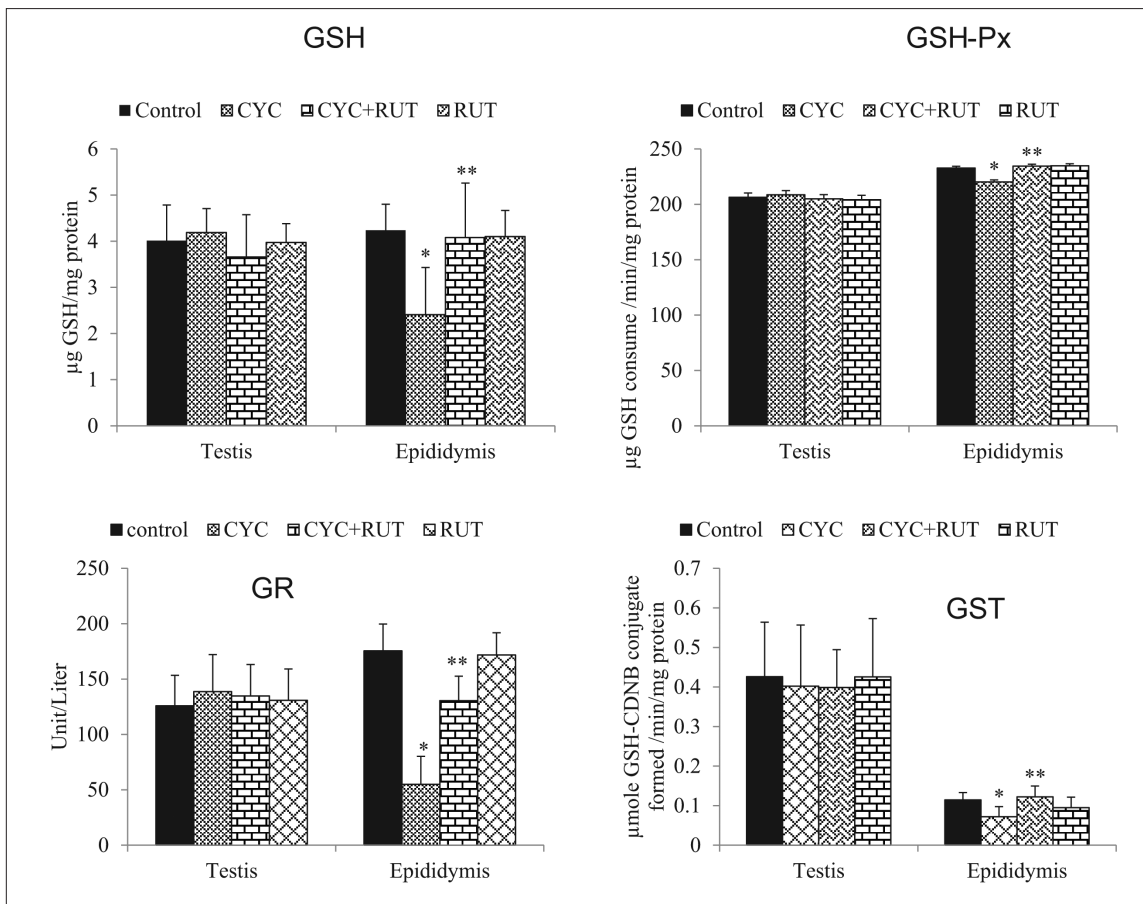 GSH
Control CYC CYC+RUT RUT
µg GSH/mg protein
6
5
4
3
2
1
0
*
**
Testis Epididymis
GSH-Px
Control CYC CYC+RUT RUT
µg GSH consume /min/mg protein
250
200
150
100
50
0
*
**
Testis Epididymis
control CYC CYC+RUT RUT
GR
Unit/Liter
250
200
150
100
50
0
*
**
Testis Epididymis
Control CYC CYC+RUT RUT
GST
µmole GSH-CDNB conjugate
formed /min/mg protein
0.7
0.6
0.5
0.4
0.3
0.2
0.1
0
*
**
Testis Epididymis